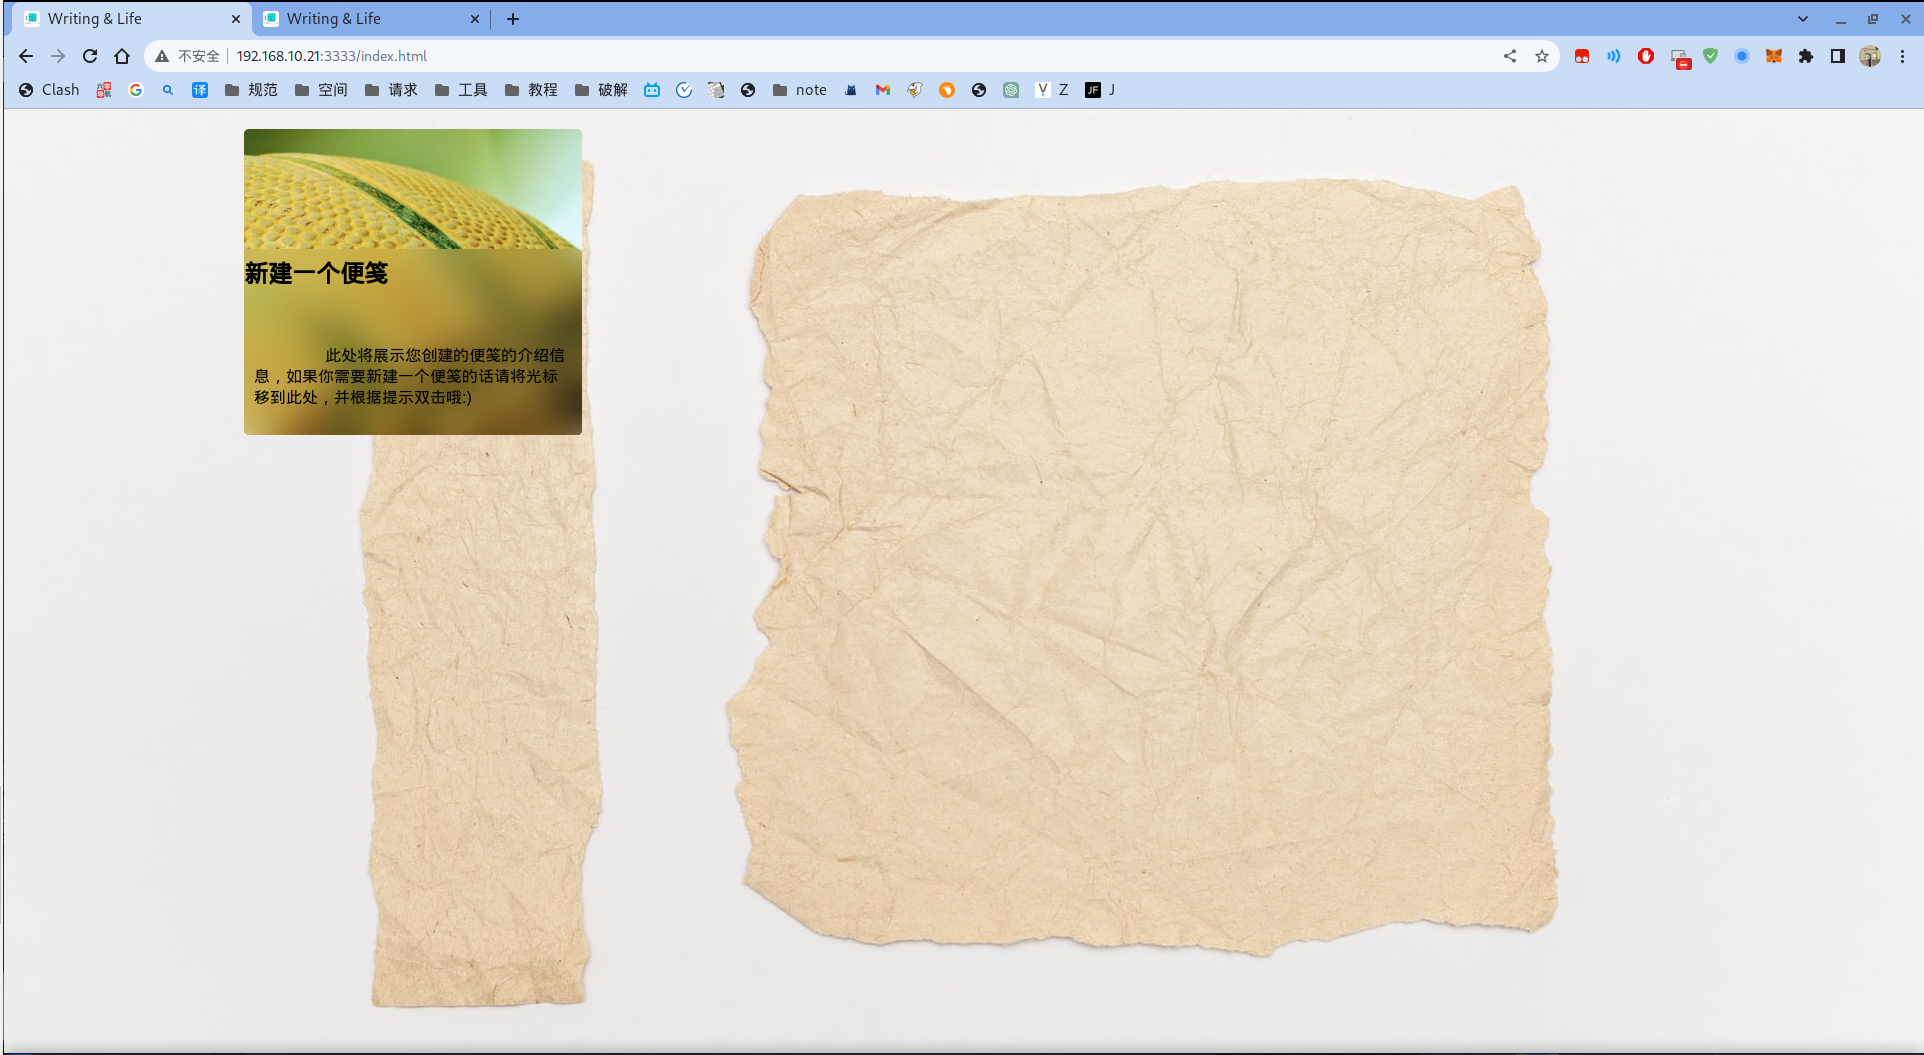 Writing & Life
Writing & Life
不安全
192.168.10.21:3333/index.html
Clash
译
规范
空间
请求
工具
教程
破解
note
Z
JF
J
新建一个便笺
此处将展示您创建的便笺的介绍信
息，如果你需要新建一个便笺的话请将光标
移到此处，并根据提示双击哦:)